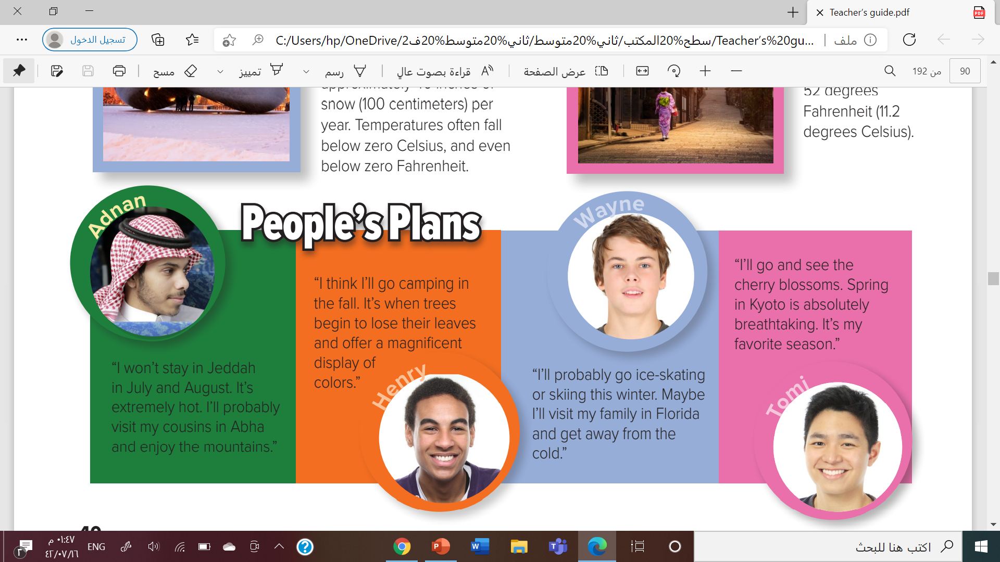 Teacher's guide.pdf
تسجيل الدخول
C:/Users/hp/OneDrive/سطح%20المكتب/ثاني%20متوسط/ثاني%20متوسط%20ف2/Teacher's%20gu...
ملف
مسح
تمييز
رسم
قراءة بصوت عالٍ
عرض الصفحة
من 192
90
snow (100 centimeters) per
year. Temperatures often fall
below zero Celsius, and even
below zero Fahrenheit.
52 degrees
Fahrenheit (11.2
degrees Celsius).
People's Plans
Adnan
“I won't stay in Jeddah
in July and August. It's
extremely hot. I'll probably
visit my cousins in Abha
and enjoy the mountains.”
“I think I'll go camping in
the fall. It's when trees
begin to lose their leaves
and offer a magnificent
display of
colors.”
Henry
Wayne
“I'll probably go ice-skating
or skiing this winter. Maybe
I'll visit my family in Florida
and get away from the
cold.”
“I'll go and see the
cherry blossoms. Spring
in Kyoto is absolutely
breathtaking. It's my
favorite season.”
Tomi
٠١:٤٧ م
٤٢/٠٧/١٦
ENG
اكتب هنا للبحث